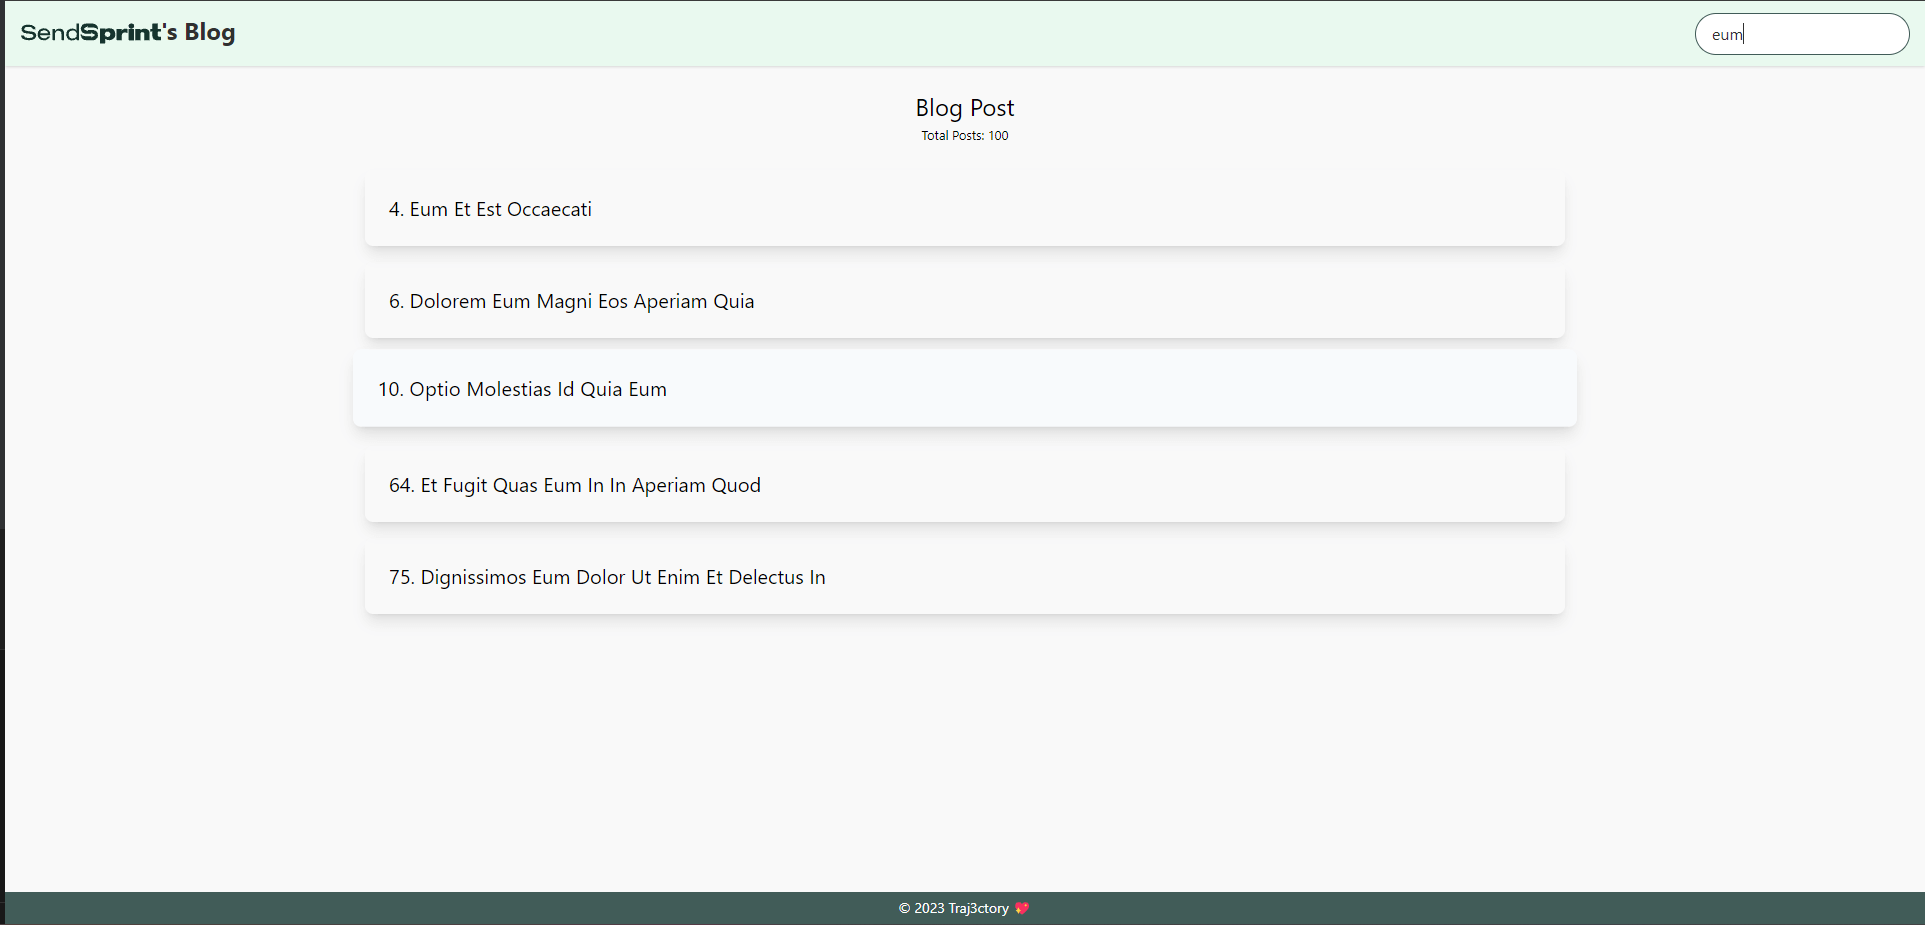 SendSprint's Blog
eum
Blog Post
Total Posts: 100
4. Eum Et Est Occaecati
6. Dolorem Eum Magni Eos Aperiam Quia
10. Optio Molestias Id Quia Eum
64. Et Fugit Quas Eum In In Aperiam Quod
75. Dignissimos Eum Dolor Ut Enim Et Delectus In
© 2023 Traj3ctory 💖